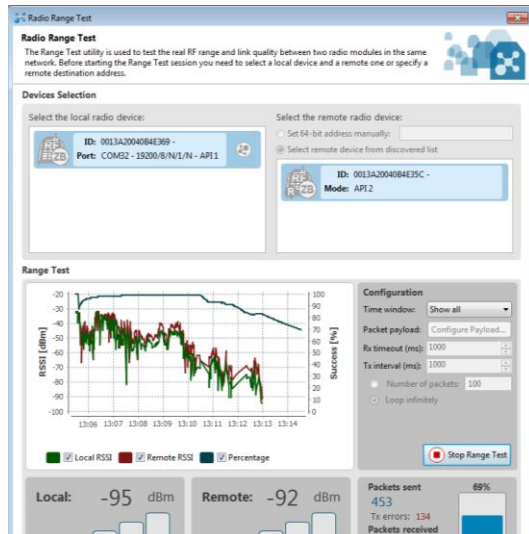 Radio Range Test
Radio Range Test
The Range Test utility is used to test the real RF range and link quality between two radio modules in the same
network. Before starting the Range Test session you need to select a local device and a remote one or specify a
remote destination address.
Devices Selection
Select the local radio device:
ZB
ID: 0013A20040B4E369 -
Port: COM32 - 19200/8/N/1/N - API 1
Select the remote radio device:
Set 64-bit address manually:
Select remote device from discovered list
ZB
ID: 0013A20040B4E35C -
Mode: API 2
Range Test
RSSI [dBm]
-20
-30
-40
-50
-60
-70
-80
-90
-100
100
90
80
70
60
50
40
30
20
10
0
Success [%]
13:06 13:07 13:08 13:09 13:10 13:11 13:12 13:13 13:14
Local RSSI Remote RSSI Percentage
Configuration
Time window: Show all
Packet payload: Configure Payload...
Rx timeout (ms): 1000
Tx interval (ms): 1000
Number of packets: 100
Loop infinitely
Stop Range Test
Local: -95 dBm
Remote: -92 dBm
Packets sent
453
Tx errors: 134
Packets received
69%